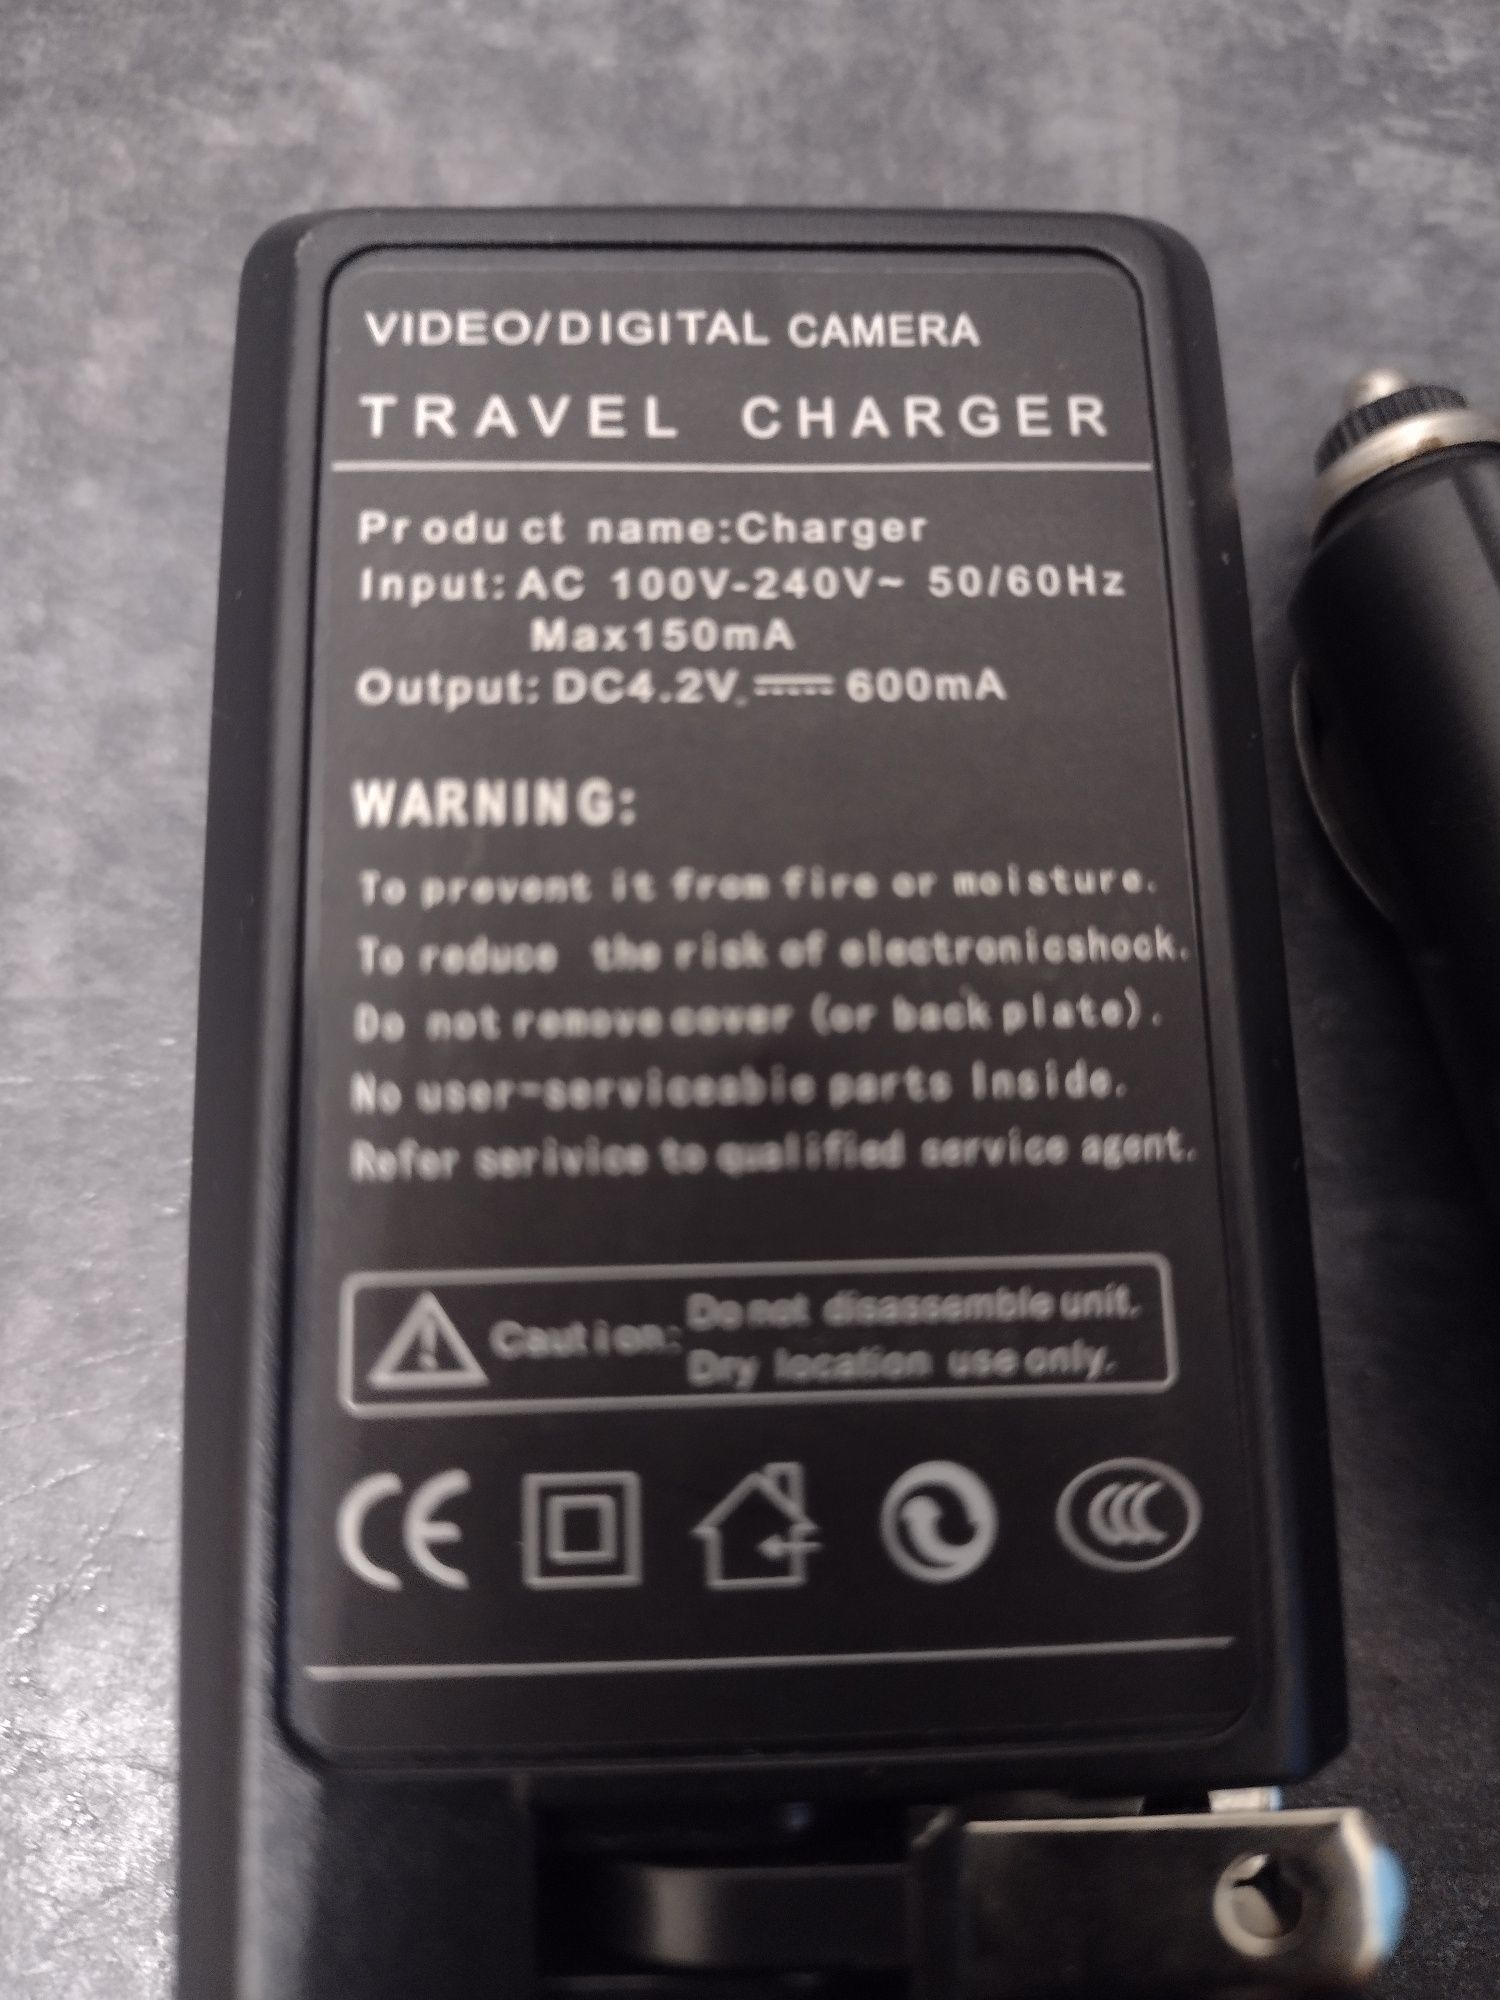 VIDEO/DIGITAL CAMERA
TRAVEL CHARGER
Product name:Charger
Input: AC 100V-240V~ 50/60Hz
Max150mA
Output: DC4.2V 600mA
WARNING:
To prevent it from fire or moisture.
To reduce the risk of electronicshock.
Do not remove cover (or back plate).
No user-serviceable parts Inside.
Refer serivice to qualified service agent.
Caution: Do not disassemble unit.
Dry location use only.
CE
CCC